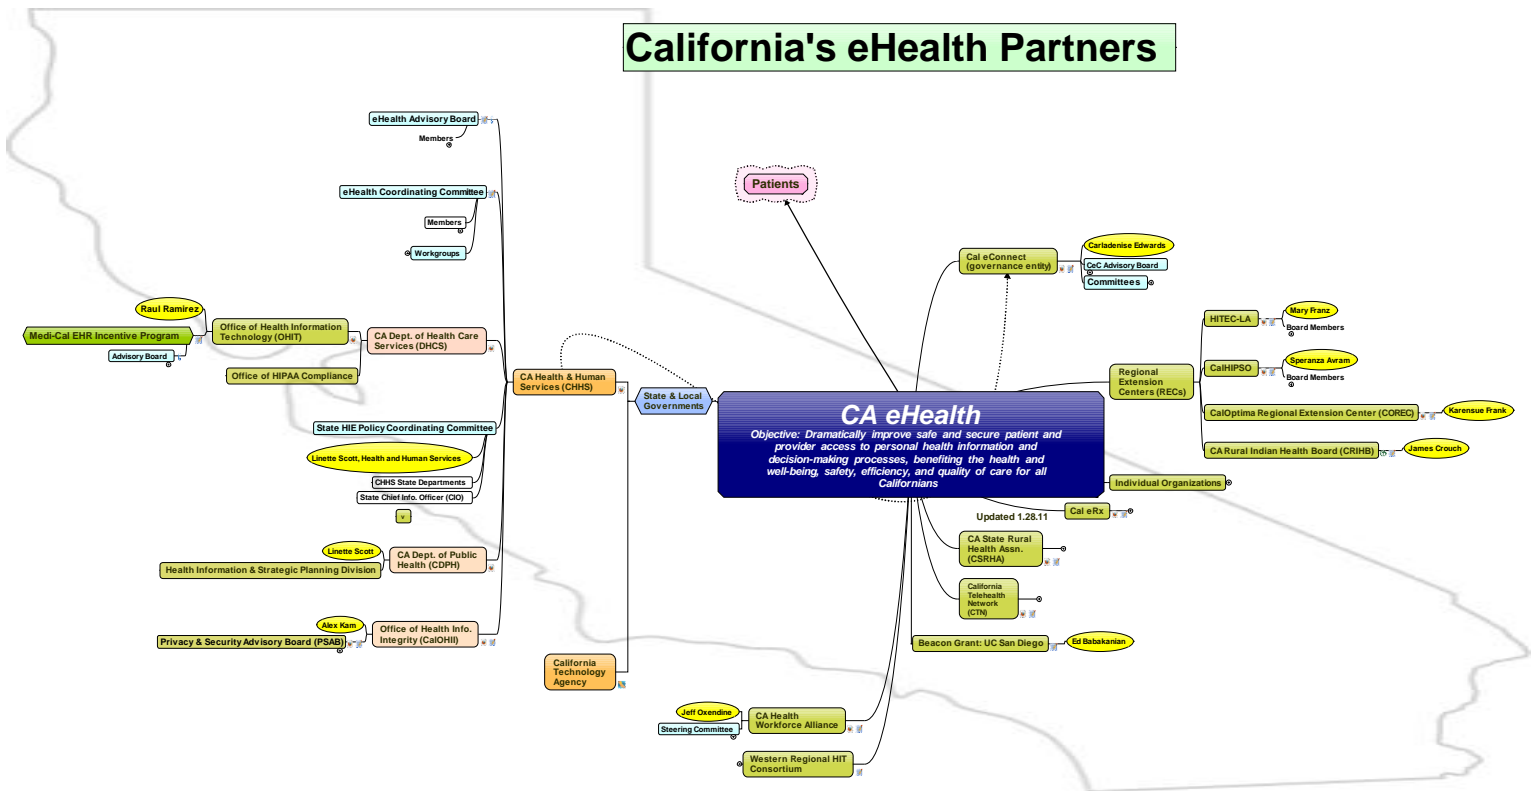 California's eHealth Partners
eHealth Advisory Board
Members
eHealth Coordinating Committee
Members
Workgroups
Raul Ramirez
Medi-Cal EHR Incentive Program
Advisory Board
Office of Health Information
Technology (OHIT)
Office of HIPAA Compliance
CA Dept. of Health Care
Services (DHCS)
CA Health & Human
Services (CHHS)
State & Local
Governments
State HIE Policy Coordinating Committee
Linette Scott, Health and Human Services
CHHS State Departments
State Chief Info. Officer (CIO)
v
Linette Scott
Health Information & Strategic Planning Division
CA Dept. of Public
Health (CDPH)
Alex Kam
Privacy & Security Advisory Board (PSAB)
Office of Health Info.
Integrity (CalOHII)
California
Technology
Agency
Patients
CA eHealth
Objective: Dramatically improve safe and secure patient and
provider access to personal health information and
decision-making processes, benefiting the health and
well-being, safety, efficiency, and quality of care for all
Californians
Cal eConnect
(governance entity)
Carladenise Edwards
CeC Advisory Board
Committees
Regional
Extension
Centers (RECs)
HITEC-LA
Mary Franz
Board Members
CalHIPSO
Speranza Avram
Board Members
CalOptima Regional Extension Center (COREC)
Karensue Frank
CA Rural Indian Health Board (CRIHB)
James Crouch
Individual Organizations
Cal eRx
Updated 1.28.11
CA State Rural
Health Assn.
(CSRHA)
California
Telehealth
Network
(CTN)
Beacon Grant: UC San Diego
Ed Babakanian
Jeff Oxendine
Steering Committee
CA Health
Workforce Alliance
Western Regional HIT
Consortium